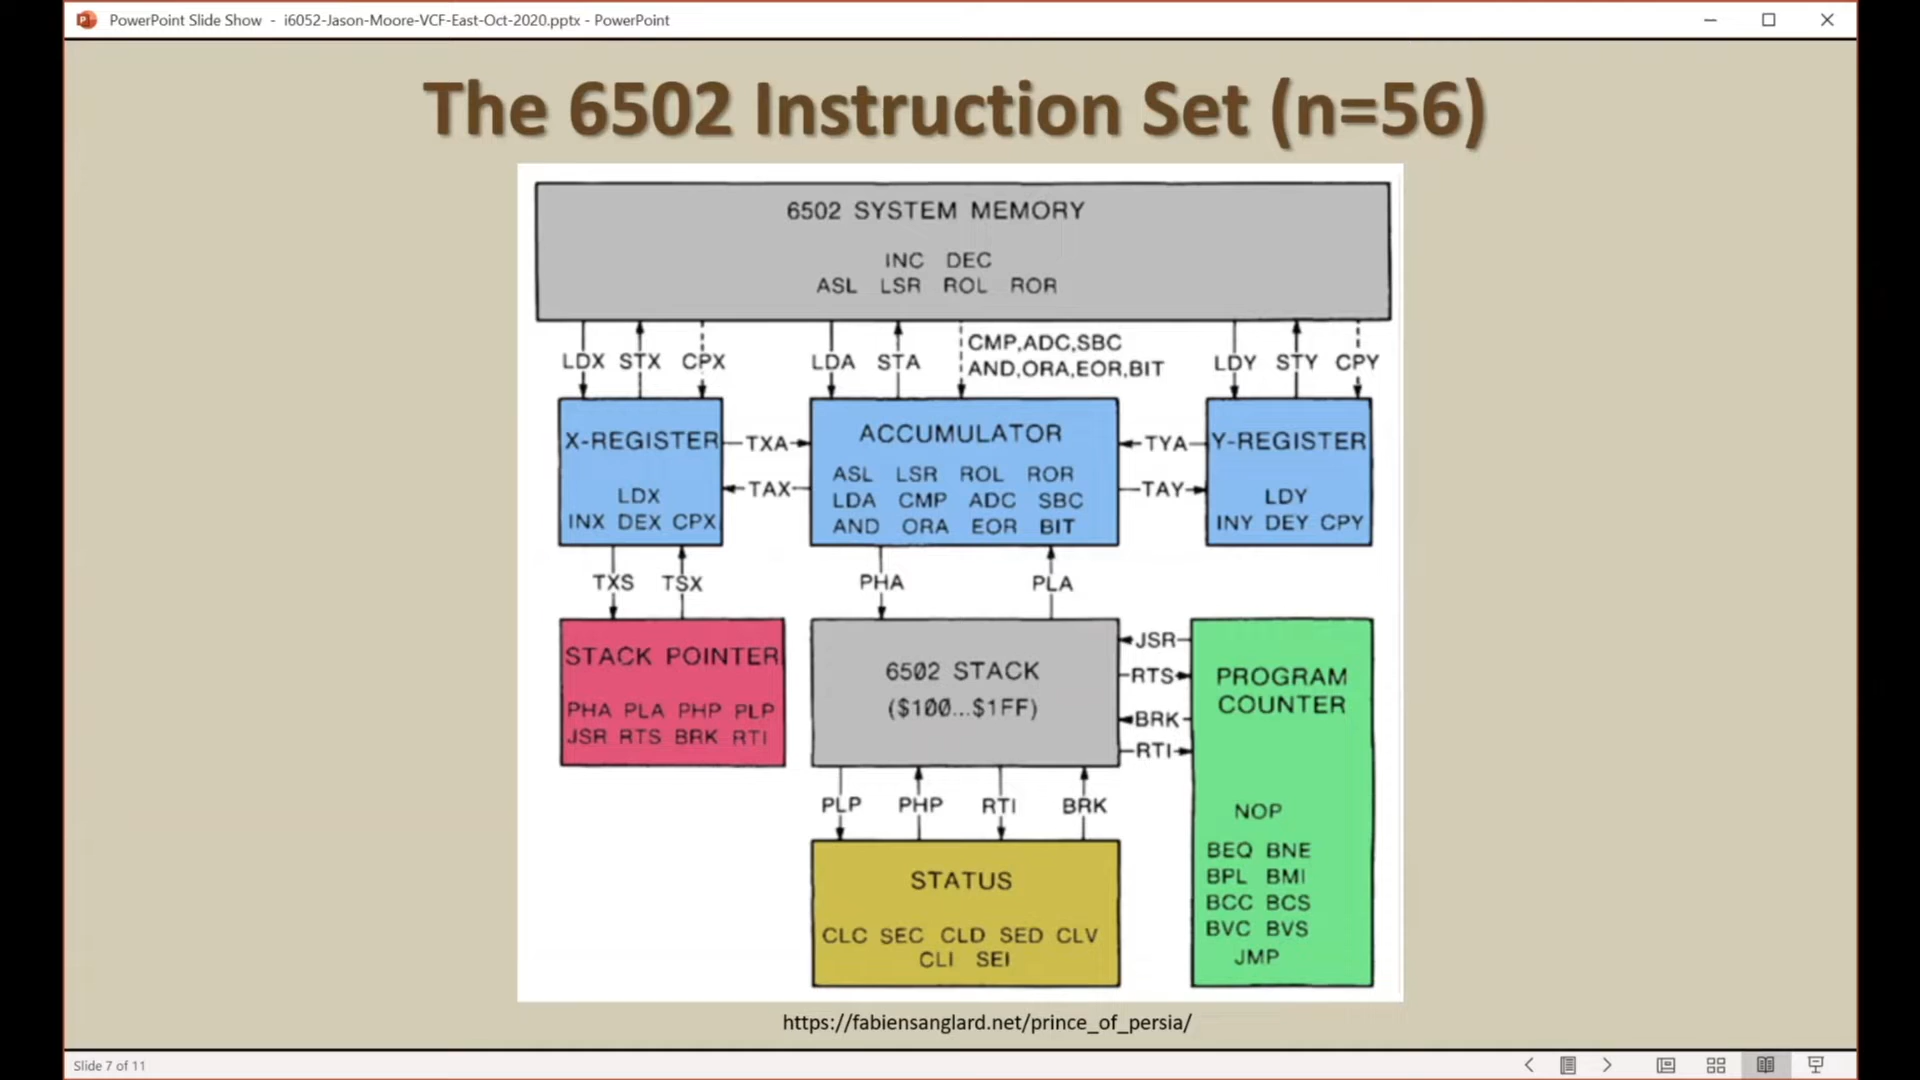 PowerPoint Slide Show - i6052-Jason-Moore-VCF-East-Oct-2020.pptx - PowerPoint
The 6502 Instruction Set (n=56)
6502 SYSTEM MEMORY
INC DEC
ASL LSR ROL ROR
CMP,ADC,SBC
LDX STX CPX LDA STA AND,ORA,EOR,BIT LDY STY CPY
X-REGISTER
LDX
INX DEX CPX
TXA
TAX
ACCUMULATOR
ASL LSR ROL ROR
LDA CMP ADC SBC
AND ORA EOR BIT
TYA
TAY
Y-REGISTER
LDY
INY DEY CPY
TXS TSX PHA PLA
STACK POINTER
PHA PLA PHP PLP
JSR RTS BRK RTI
6502 STACK
($100...$1FF)
JSR
RTS
BRK
RTI
PROGRAM
COUNTER
NOP
BEQ BNE
BPL BMI
BCC BCS
BVC BVS
JMP
PLP PHP RTI BRK
STATUS
CLC SEC CLD SED CLV
CLI SEI
https://fabiensanglard.net/prince_of_persia/
Slide 7 of 11